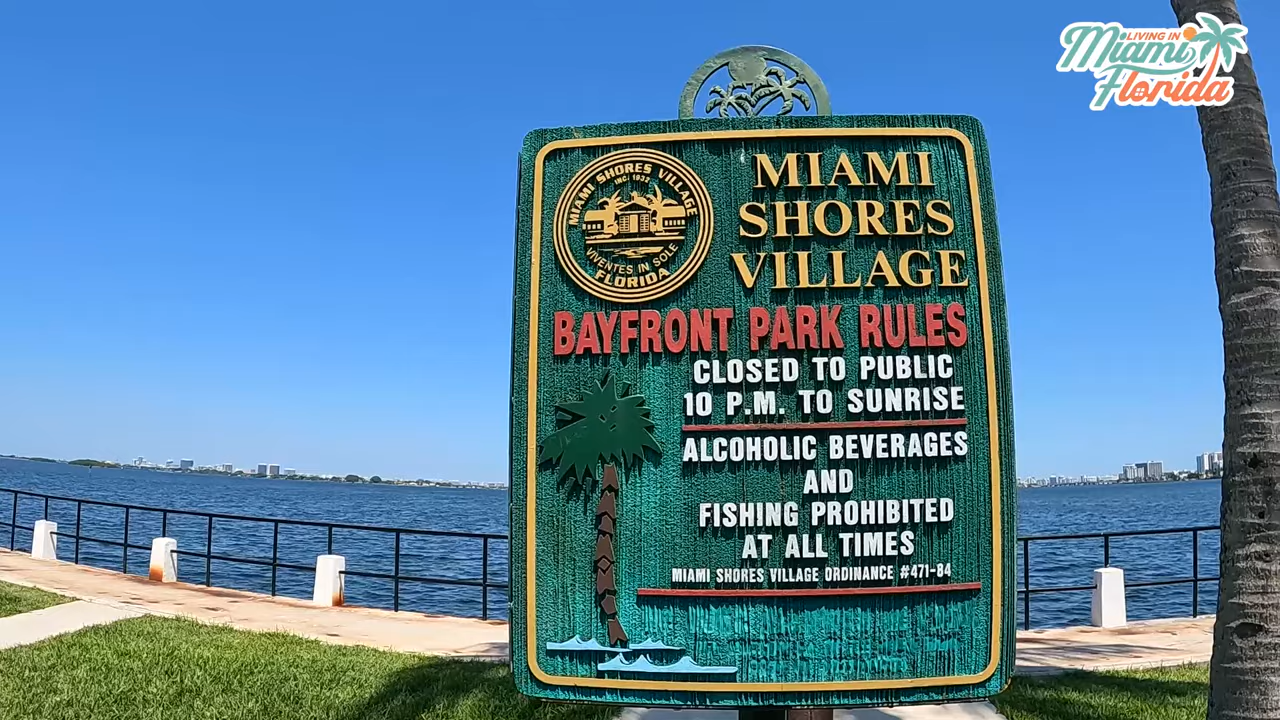 LIVING IN
Miami
Florida
MIAMI SHORES VILLAGE
INC. 1932
VIVENTES IN SOLE
FLORIDA
MIAMI
SHORES
VILLAGE
BAYFRONT PARK RULES
CLOSED TO PUBLIC
10 P.M. TO SUNRISE
ALCOHOLIC BEVERAGES
AND
FISHING PROHIBITED
AT ALL TIMES
MIAMI SHORES VILLAGE ORDINANCE #471-84